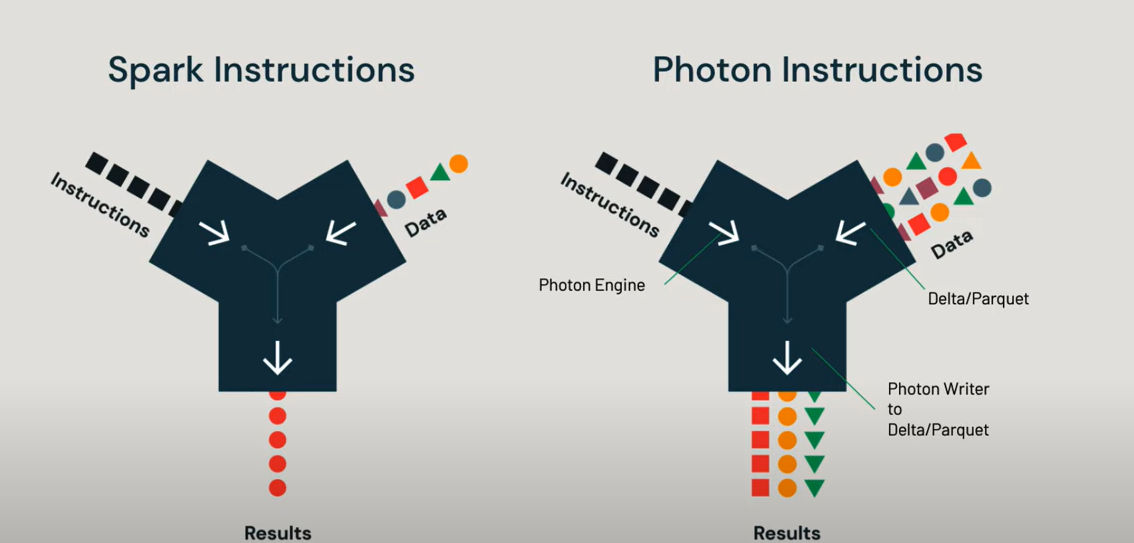 Spark Instructions
Instructions
Data
Results
Photon Instructions
Instructions
Data
Photon Engine
Delta/Parquet
Photon Writer
to
Delta/Parquet
Results